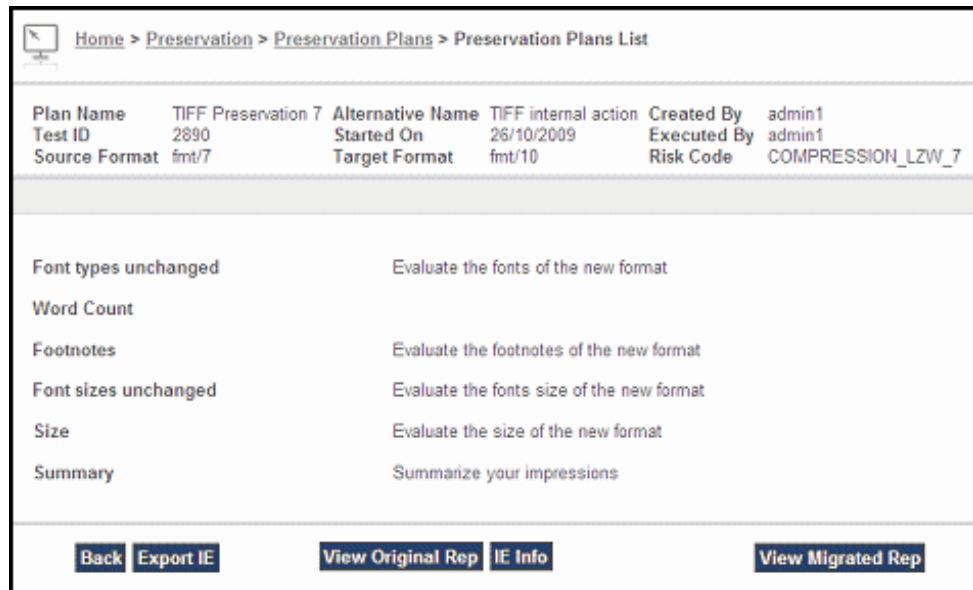 Home > Preservation > Preservation Plans > Preservation Plans List
Plan Name TIFF Preservation 7 Alternative Name TIFF internal action Created By admin1
Test ID 2890 Started On 26/10/2009 Executed By admin1
Source Format fmt/7 Target Format fmt/10 Risk Code COMPRESSION_LZW_7
Font types unchanged Evaluate the fonts of the new format
Word Count
Footnotes Evaluate the footnotes of the new format
Font sizes unchanged Evaluate the fonts size of the new format
Size Evaluate the size of the new format
Summary Summarize your impressions
Back Export IE View Original Rep IE Info View Migrated Rep